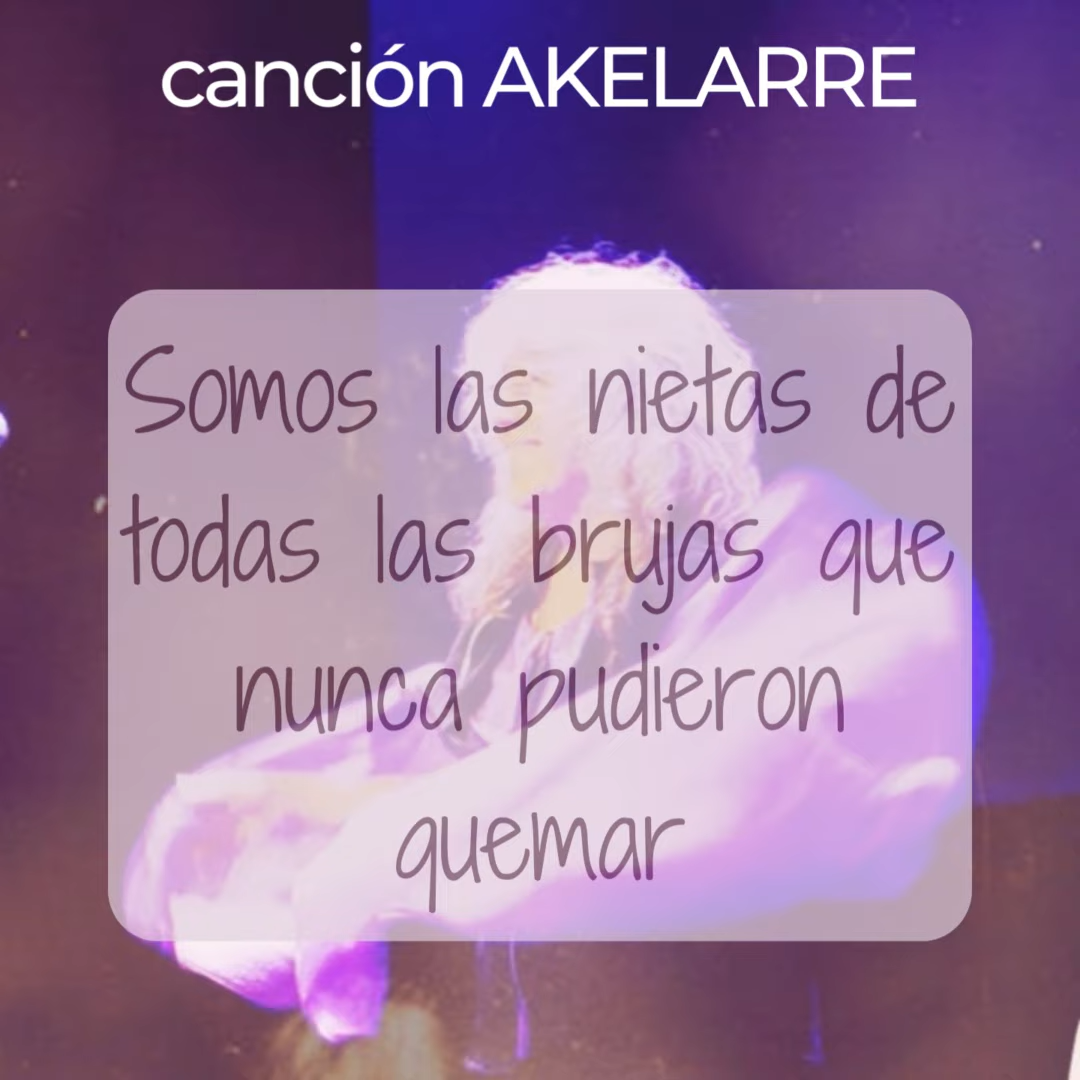 canción AKELARRE
Somos las nietas de
todas las brujas que
nunca pudieron
quemar